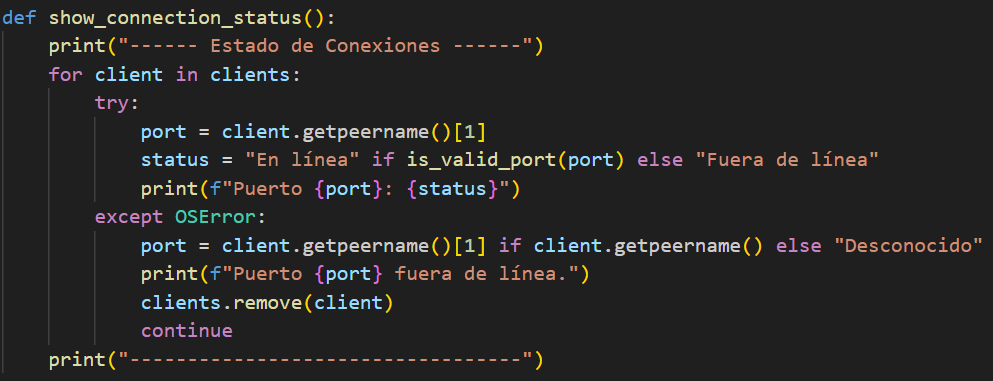 def show_connection_status():
    print("------ Estado de Conexiones ------")
    for client in clients:
        try:
            port = client.getpeername()[1]
            status = "En línea" if is_valid_port(port) else "Fuera de línea"
            print(f"Puerto {port}: {status}")
        except OSError:
            port = client.getpeername()[1] if client.getpeername() else "Desconocido"
            print(f"Puerto {port} fuera de línea.")
            clients.remove(client)
            continue
    print("----------------------------------")